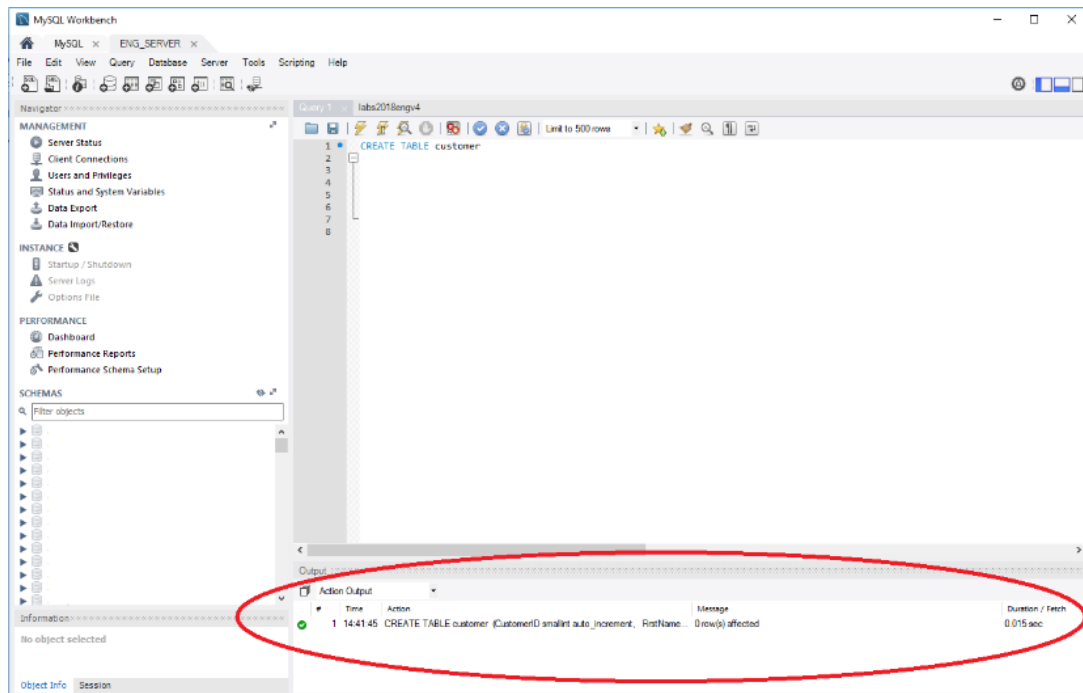 MySQL Workbench
MySQL ENG_SERVER
File Edit View Query Database Server Tools Scripting Help
Navigator
MANAGEMENT
Server Status
Client Connections
Users and Privileges
Status and System Variables
Data Export
Data Import/Restore
INSTANCE
Startup / Shutdown
Server Logs
Options File
PERFORMANCE
Dashboard
Performance Reports
Performance Schema Setup
SCHEMAS
Filter objects
Information
No object selected
Object Info Session
Query 1 labs2018engv4
Limit to 500 rows
1 CREATE TABLE customer
2
3
4
5
6
7
8
Output
Action Output
# Time Action Message Duration / Fetch
1 14:41:45 CREATE TABLE customer (CustomerID smallint auto_increment, FirstName... 0 row(s) affected 0.015 sec